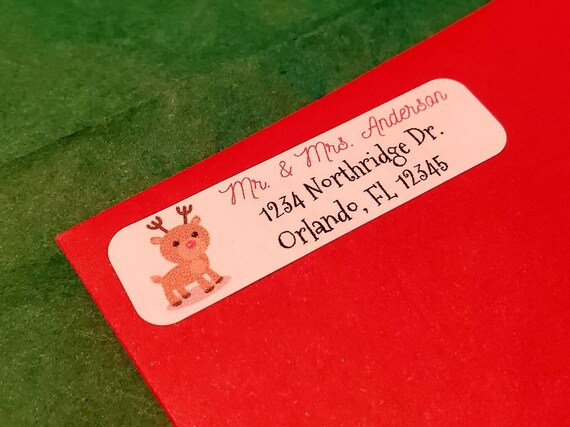 Mr. & Mrs. Anderson
1234 Northridge Dr.
Orlando, FL 12345